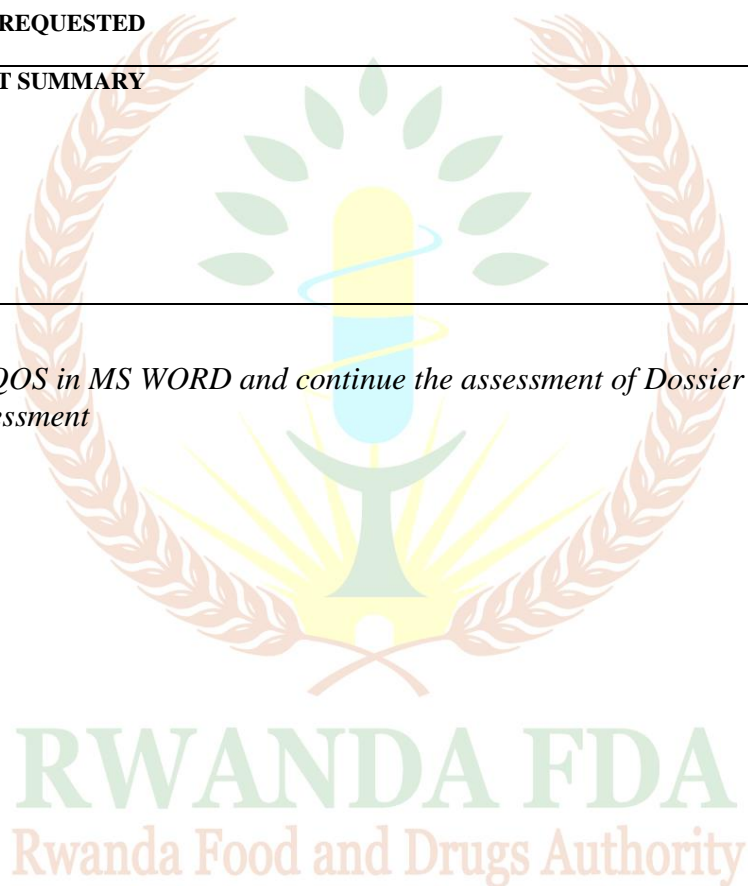 REQUESTED
T SUMMARY
QOS in MS WORD and continue the assessment of Dossier
essment
RWANDA FDA
Rwanda Food and Drugs Authority